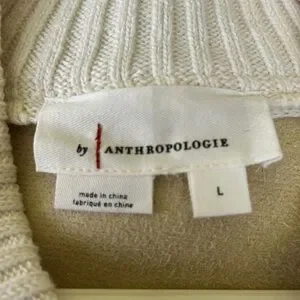 by ANTHROPOLOGIE
made in china
fabriqué en chine
L